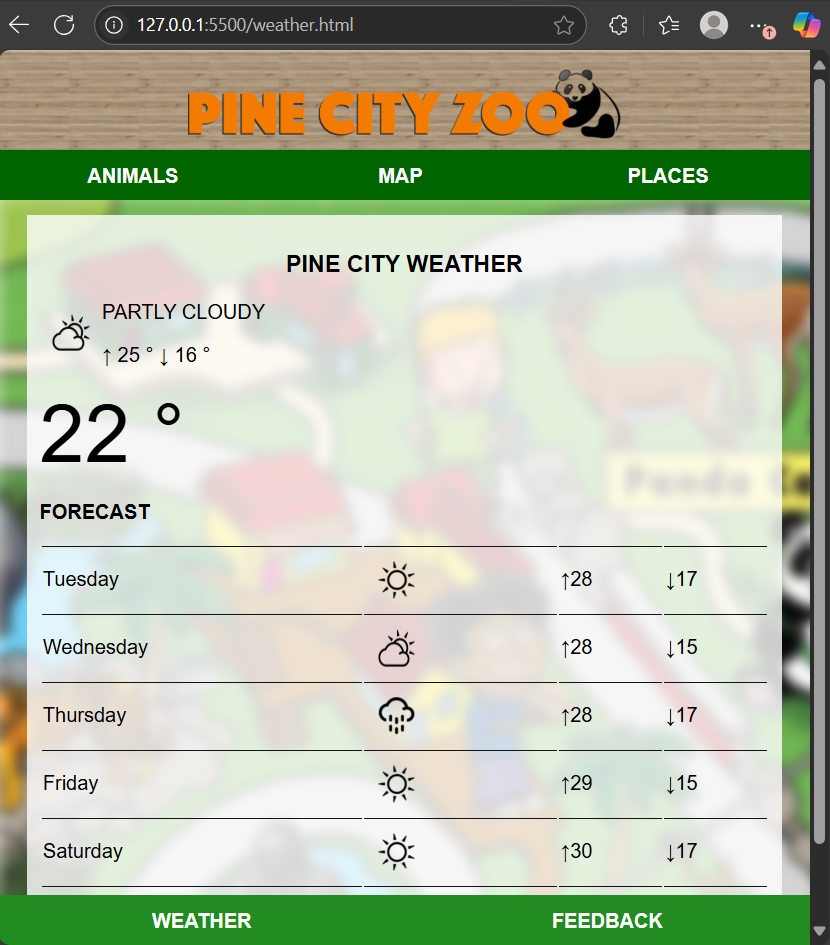 127.0.0.1:5500/weather.html
PINE CITY ZOO
ANIMALS MAP PLACES
PINE CITY WEATHER
PARTLY CLOUDY
↑ 25 ° ↓ 16 °
22 °
Panda
FORECAST
Tuesday ↑28 ↓17
Wednesday ↑28 ↓15
Thursday ↑28 ↓17
Friday ↑29 ↓15
Saturday ↑30 ↓17
WEATHER FEEDBACK